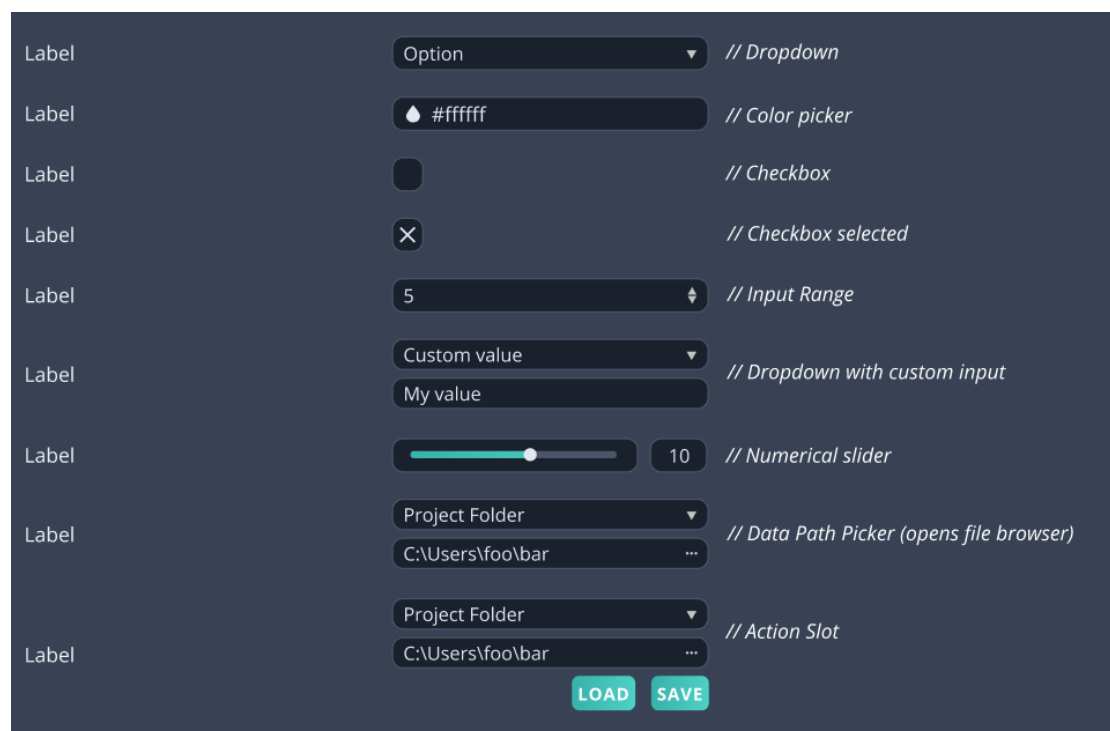 Label Option // Dropdown
Label #ffffff // Color picker
Label // Checkbox
Label // Checkbox selected
Label 5 // Input Range
Custom value
Label // Dropdown with custom input
My value
Label 10 // Numerical slider
Project Folder
Label // Data Path Picker (opens file browser)
C:\Users\foo\bar ...
Project Folder
// Action Slot
Label C:\Users\foo\bar ...
LOAD SAVE